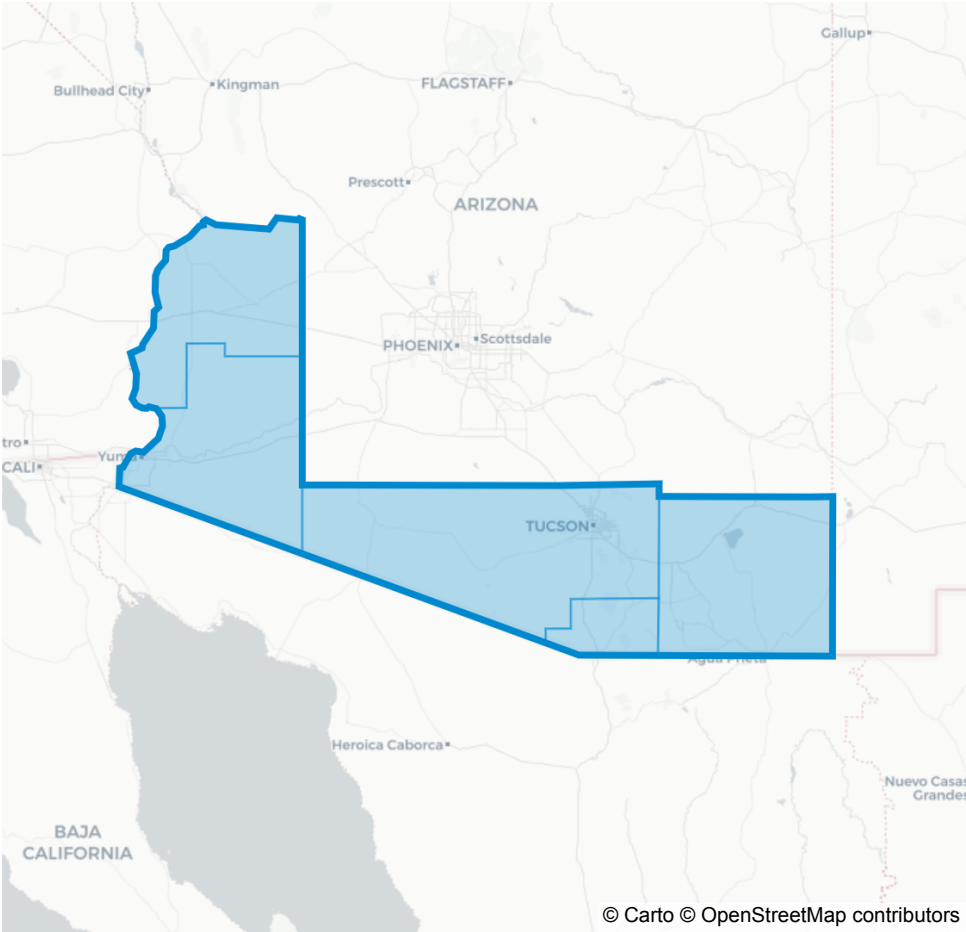 Gallup
Bullhead City
Kingman
FLAGSTAFF
Prescott
ARIZONA
PHOENIX
Scottsdale
tro
CALI
Yuma
TUCSON
Agua Prieta
Heroica Caborca
Nuevo Casas
Grandes
BAJA
CALIFORNIA
© Carto © OpenStreetMap contributors